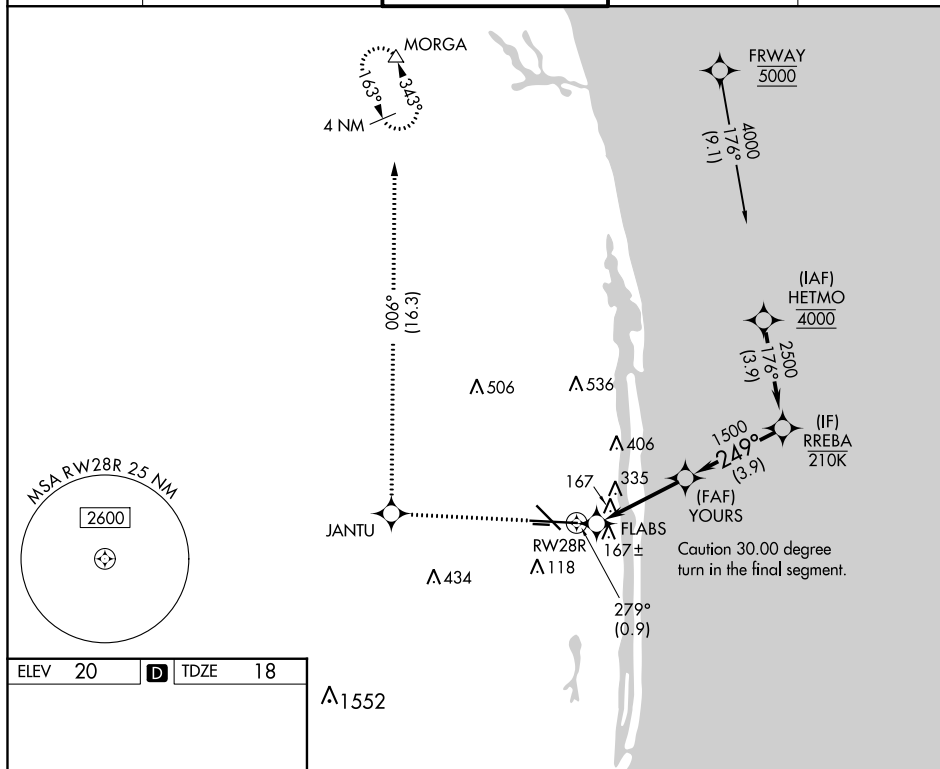 MORGA
163°
343°
4 NM
FRWAY
5000
4000
176°
(9.1)
(IAF)
HETMO
4000
2500
176°
(3.9)
006°
(16.3)
506
536
406
335
167
167±
(IF)
RREBA
210K
1500
249°
(3.9)
(FAF)
YOURS
FLABS
RW28R
JANTU
118
434
Caution 30.00 degree
turn in the final segment.
279°
(0.9)
MSA RW28R 25 NM
2600
ELEV 20 D TDZE 18
1552